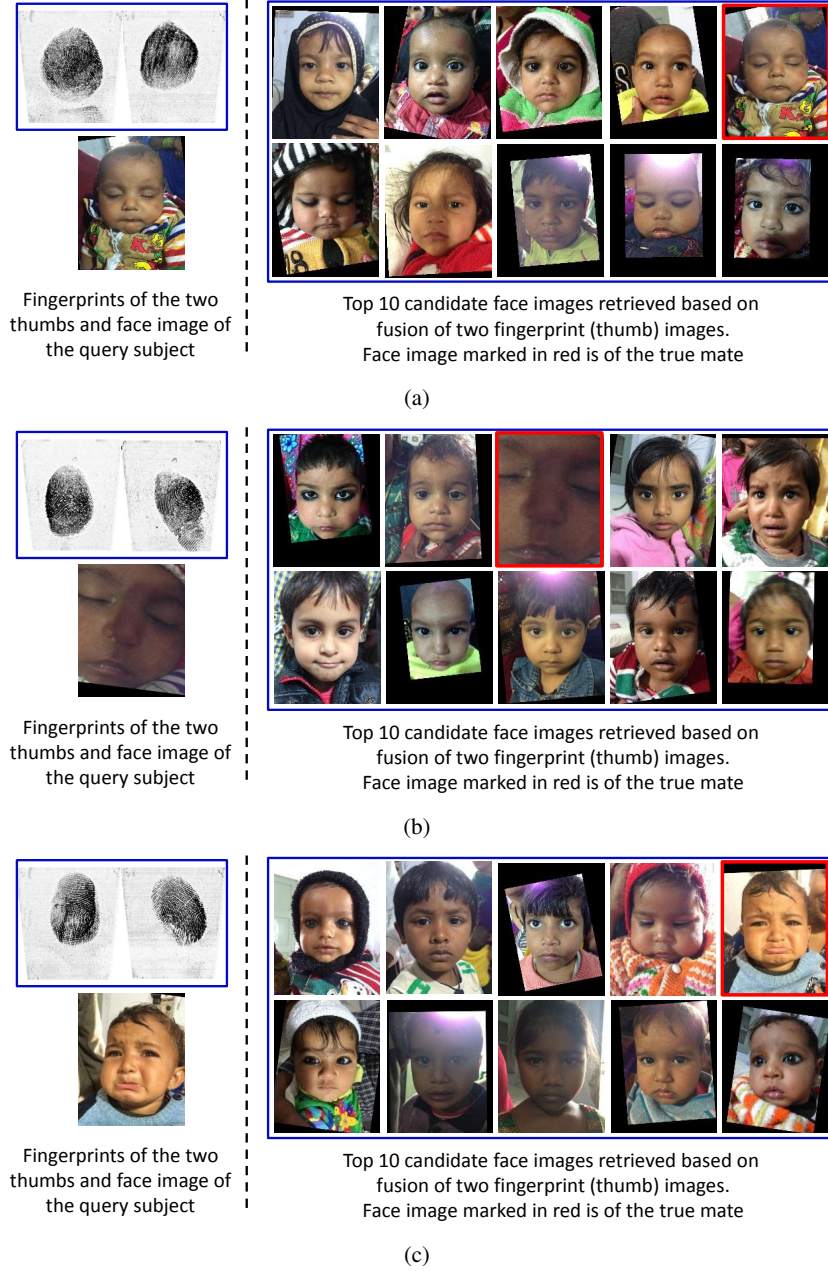 Fingerprints of the two
thumbs and face image of
the query subject
Top 10 candidate face images retrieved based on
fusion of two fingerprint (thumb) images.
Face image marked in red is of the true mate
(a)
Fingerprints of the two
thumbs and face image of
the query subject
Top 10 candidate face images retrieved based on
fusion of two fingerprint (thumb) images.
Face image marked in red is of the true mate
(b)
Fingerprints of the two
thumbs and face image of
the query subject
Top 10 candidate face images retrieved based on
fusion of two fingerprint (thumb) images.
Face image marked in red is of the true mate
(c)